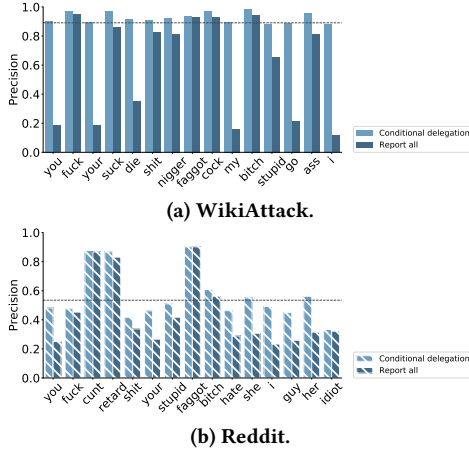 1.0
0.8
0.6
0.4
0.2
0.0
Precision
you
fuck
your
suck
die
shit
nigger
faggot
cock
my
bitch
stupid
go
ass
i
Conditional delegation
Report all
(a) WikiAttack.
1.0
0.8
0.6
0.4
0.2
0.0
Precision
you
fuck
cunt
retard
shit
your
stupid
faggot
bitch
hate
she
i
guy
her
idiot
Conditional delegation
Report all
(b) Reddit.